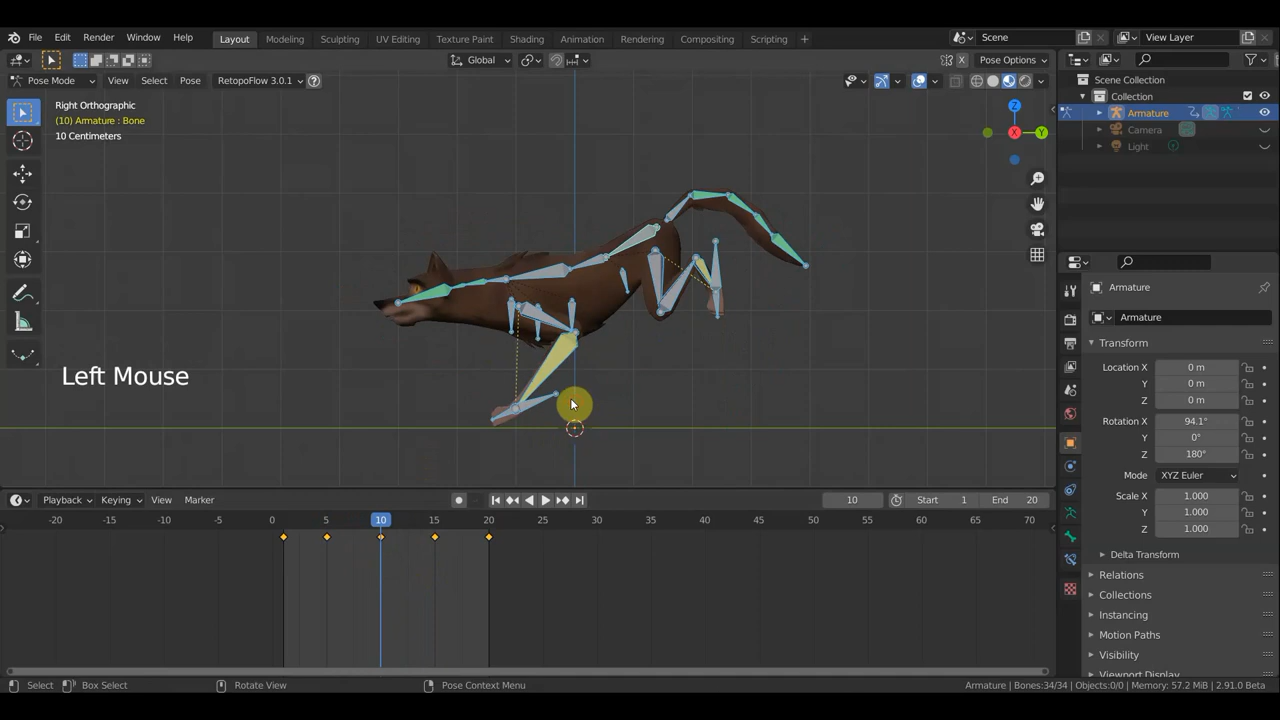 File Edit Render Window Help Layout Modeling Sculpting UV Editing Texture Paint Shading Animation Rendering Compositing Scripting + Scene View Layer
Global Pose Options
Pose Mode View Select Pose RetopoFlow 3.0.1
Scene Collection
Collection
Armature
Camera
Light
Right Orthographic
(10) Armature : Bone
10 Centimeters
Z
X
Y
Left Mouse
Armature
Armature
Transform
Location X 0 m
Y 0 m
Z 0 m
Rotation X 94.1°
Y 0°
Z 180°
Mode XYZ Euler
Scale X 1.000
Y 1.000
Z 1.000
Delta Transform
Relations
Collections
Instancing
Motion Paths
Visibility
Viewport Display
Playback Keying View Marker 10 Start 1 End 20
-20 -15 -10 -5 0 5 10 15 20 25 30 35 40 45 50 55 60 65 70
Select Box Select Rotate View Pose Context Menu Armature | Bones:34/34 | Objects:0/0 | Memory: 57.2 MiB | 2.91.0 Beta